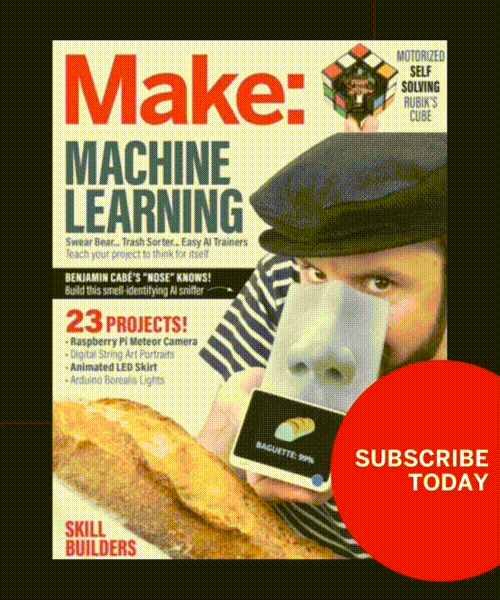 Make:
MOTORIZED
SELF
SOLVING
RUBIK'S
CUBE
MACHINE
LEARNING
Swear Bear... Trash Sorter... Easy AI Trainers
Teach your project to think for itself
BENJAMIN CABÉ'S "NOSE" KNOWS!
Build this smell-identifying AI sniffer
23 PROJECTS!
• Raspberry Pi Meteor Camera
• Digital String Art Portraits
• Animated LED Skirt
• Arduino Borealis Lights
BAGUETTE: 99%
SUBSCRIBE
TODAY
SKILL
BUILDERS